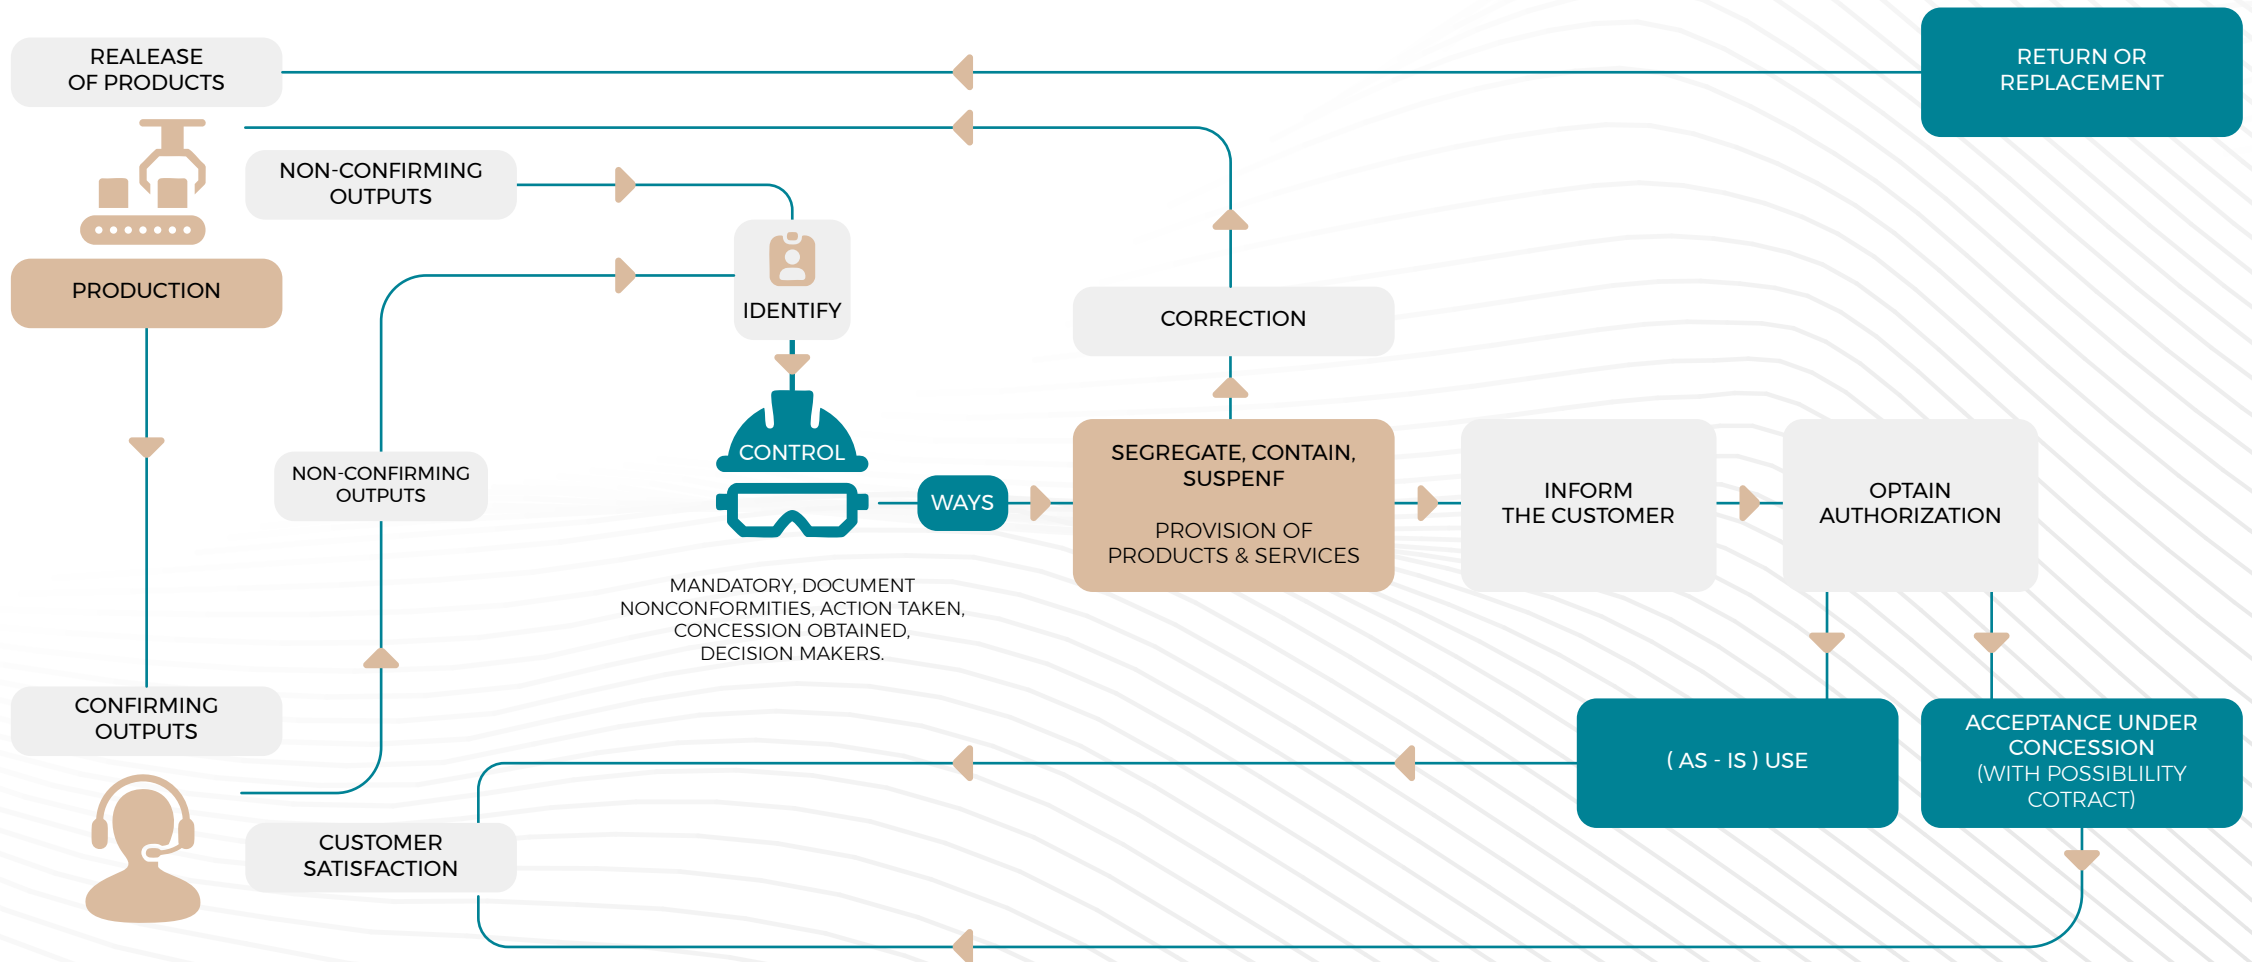 REALEASE
OF PRODUCTS
RETURN OR
REPLACEMENT
NON-CONFIRMING
OUTPUTS
PRODUCTION
IDENTIFY
CORRECTION
CONTROL
NON-CONFIRMING
OUTPUTS
WAYS
SEGREGATE, CONTAIN,
SUSPENF
PROVISION OF
PRODUCTS & SERVICES
INFORM
THE CUSTOMER
OPTAIN
AUTHORIZATION
MANDATORY, DOCUMENT
NONCONFORMITIES, ACTION TAKEN,
CONCESSION OBTAINED,
DECISION MAKERS.
CONFIRMING
OUTPUTS
( AS - IS ) USE
ACCEPTANCE UNDER
CONCESSION
(WITH POSSIBLILITY
COTRACT)
CUSTOMER
SATISFACTION